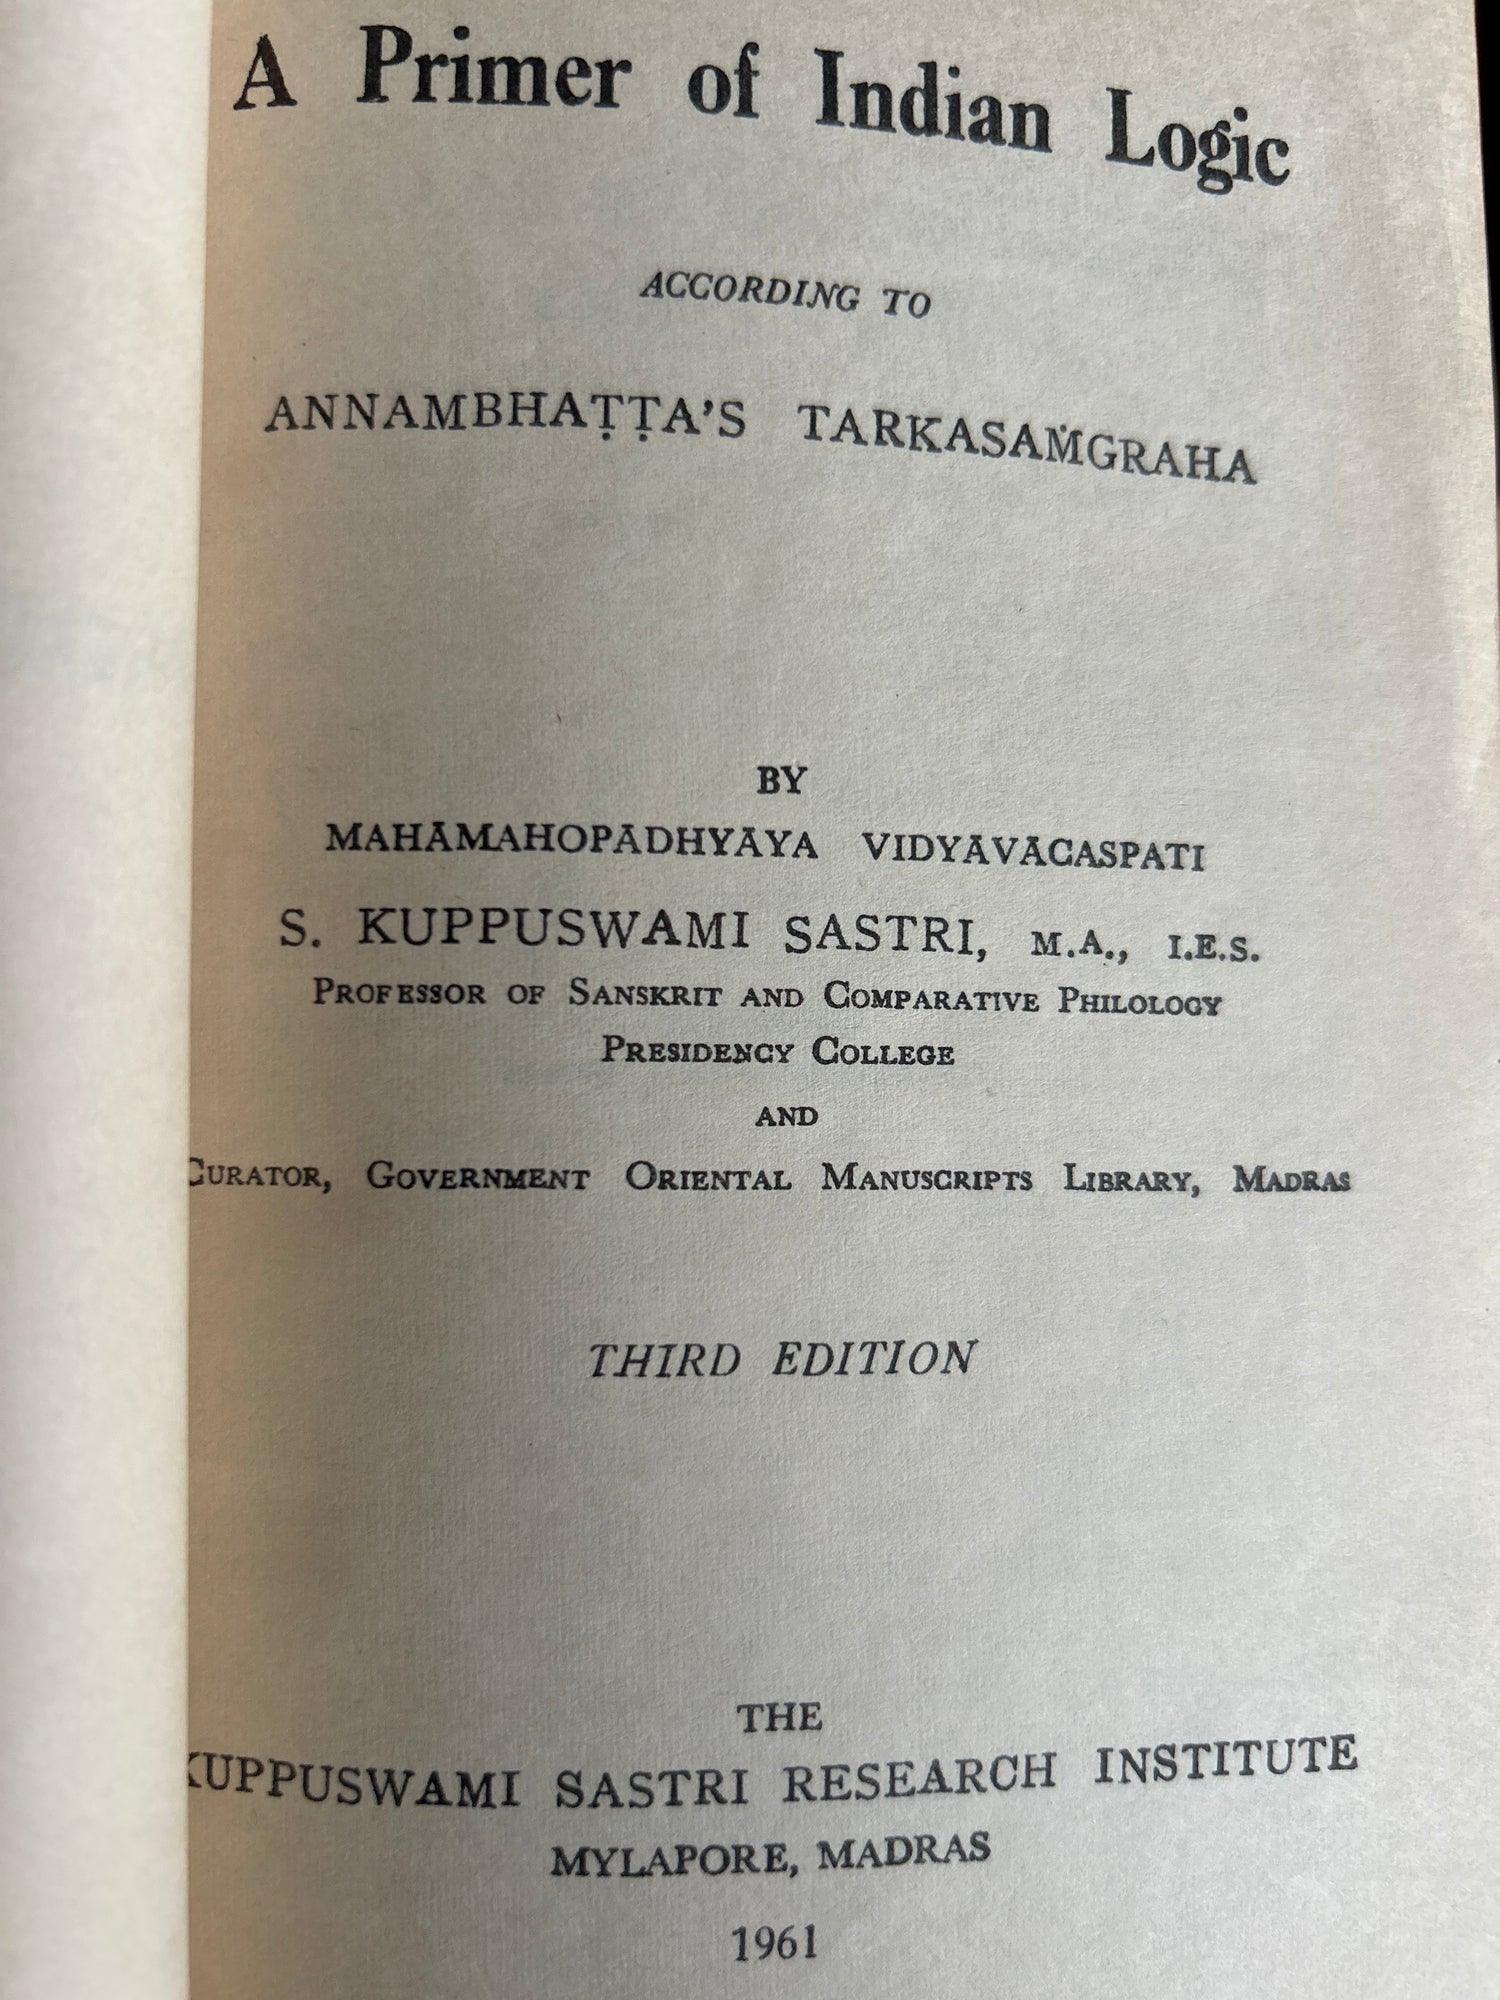 A Primer of Indian Logic
ACCORDING TO
ANNAMBHAṬṬA'S TARKASAṀGRAHA
BY
MAHĀMAHOPĀDHYĀYA VIDYĀVĀCASPATI
S. KUPPUSWAMI SASTRI, M.A., I.E.S.
PROFESSOR OF SANSKRIT AND COMPARATIVE PHILOLOGY
PRESIDENCY COLLEGE
AND
CURATOR, GOVERNMENT ORIENTAL MANUSCRIPTS LIBRARY, MADRAS
THIRD EDITION
THE
KUPPUSWAMI SASTRI RESEARCH INSTITUTE
MYLAPORE, MADRAS
1961